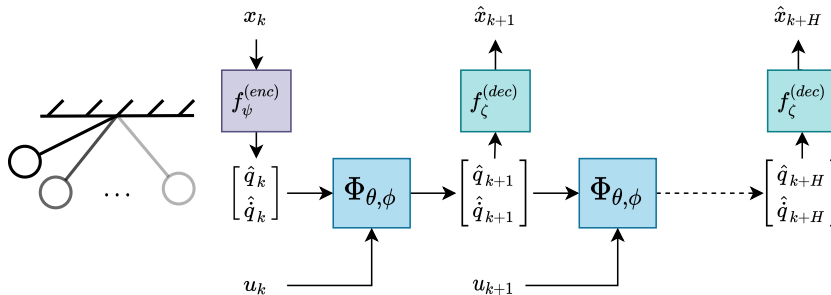 x_k
x̂_{k+1}
x̂_{k+H}
f_ψ^{(enc)}
f_ζ^{(dec)}
f_ζ^{(dec)}
...
[q̂_k
q̂̇_k]
Φ_{θ,ϕ}
[q̂_{k+1}
q̂̇_{k+1}]
Φ_{θ,ϕ}
[q̂_{k+H}
q̂̇_{k+H}]
u_k
u_{k+1}